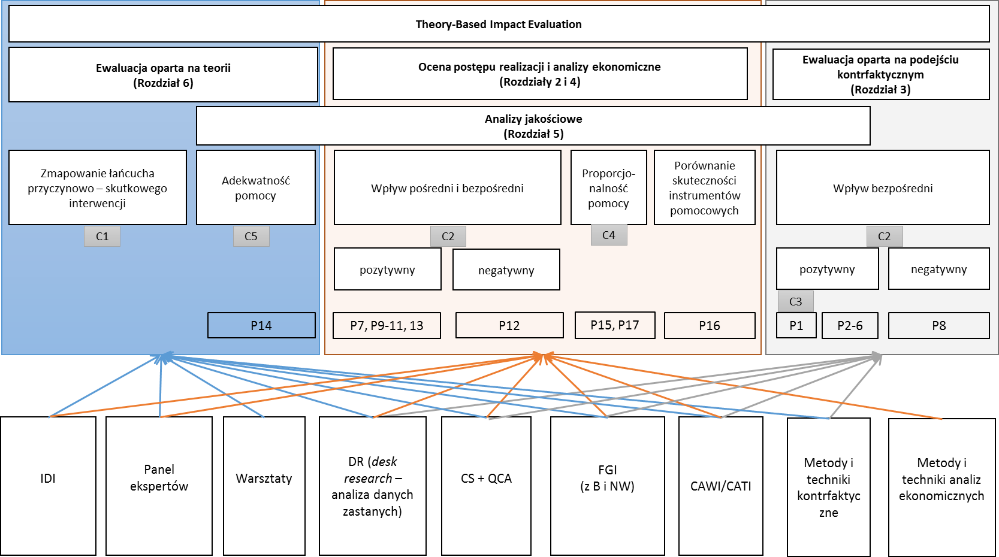 Theory-Based Impact Evaluation
Ewaluacja oparta na teorii
(Rozdział 6)
Ocena postępu realizacji i analizy ekonomiczne
(Rozdziały 2 i 4)
Ewaluacja oparta na podejściu
kontrfaktycznym
(Rozdział 3)
Analizy jakościowe
(Rozdział 5)
Zmapowanie łańcucha
przyczynowo – skutkowego
interwencji
Adekwatność
pomocy
Wpływ pośredni i bezpośredni
Proporcjo-
nalność
pomocy
Porównanie
skuteczności
instrumentów
pomocowych
Wpływ bezpośredni
C1
C5
C2
C4
C2
pozytywny
negatywny
pozytywny
negatywny
C3
P14
P7, P9-11, 13
P12
P15, P17
P16
P1
P2-6
P8
IDI
Panel
ekspertów
Warsztaty
DR (desk
research –
analiza danych
zastanych)
CS + QCA
FGI
(z B i NW)
CAWI/CATI
Metody i
techniki
kontrfaktyc
zne
Metody i
techniki analiz
ekonomicznych